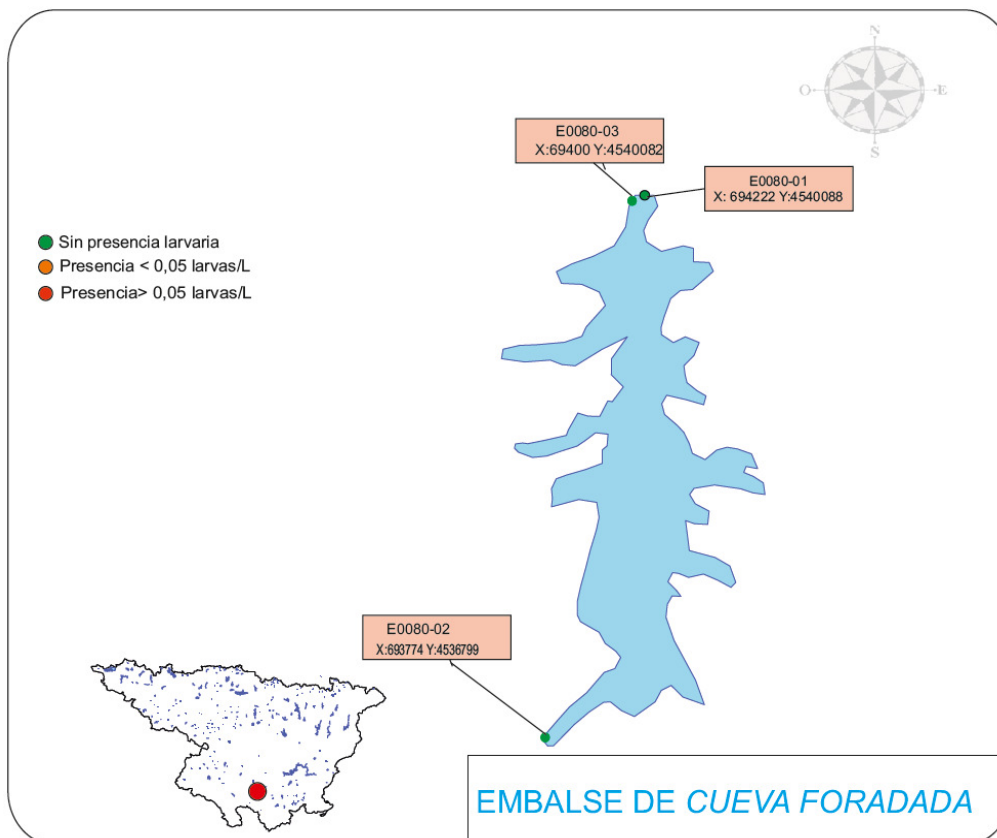 N
O
E
S
E0080-03
X:69400 Y:4540082
E0080-01
X: 694222 Y:4540088
Sin presencia larvaria
Presencia < 0,05 larvas/L
Presencia> 0,05 larvas/L
E0080-02
X:693774 Y:4536799
EMBALSE DE CUEVA FORADADA